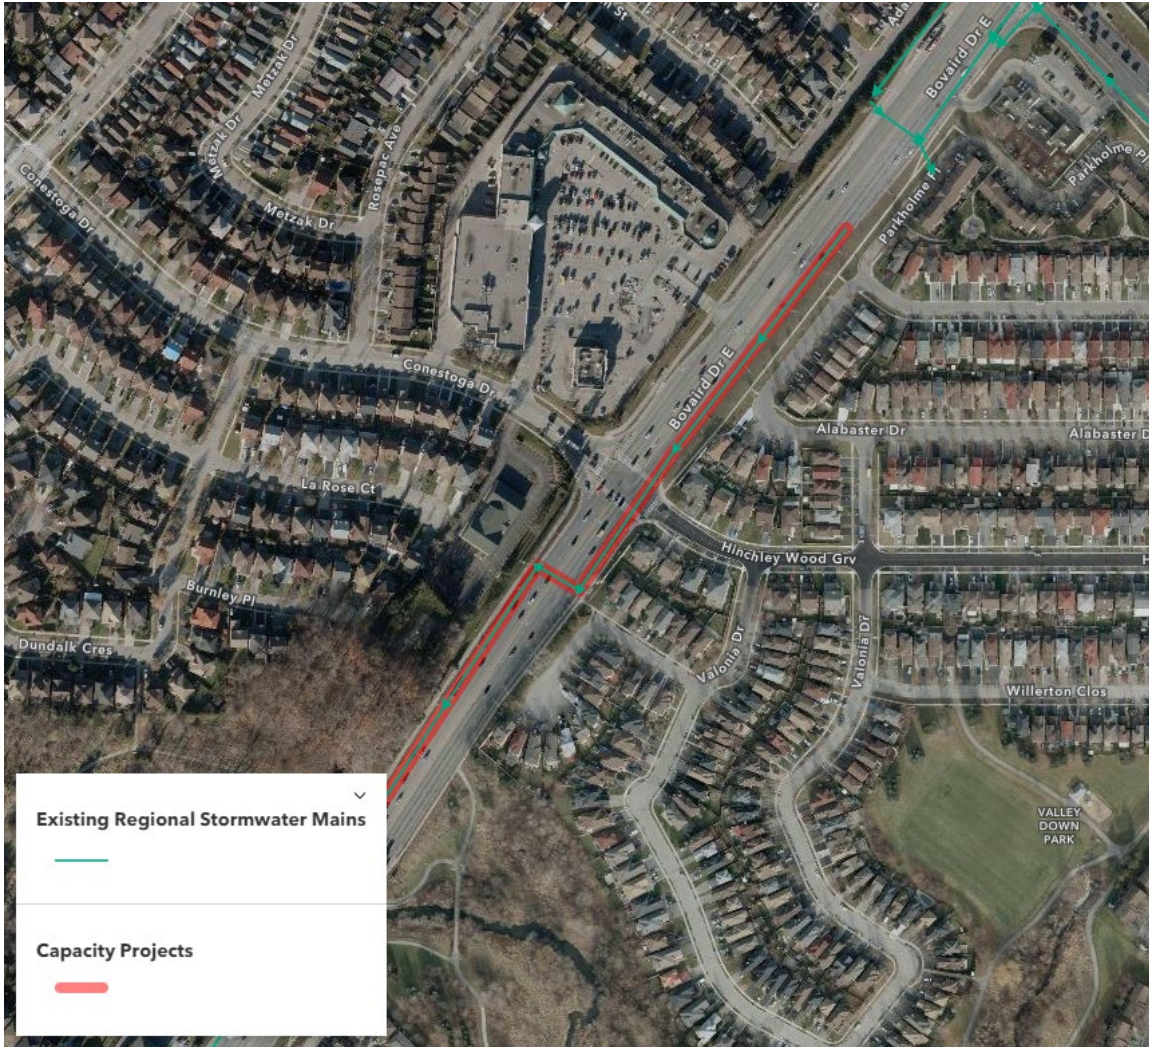 Metzak Dr
Metzak Dr
Metzak Dr
Rosepac Ave
Conestoga Dr
Conestoga Dr
St
Bovaird Dr E
Parkholme Pl
Parkholme Pl
Bovaird Dr E
Alabaster Dr
Alabaster D
La Rose Ct
Hinchley Wood Grv
H
Burnley Pl
Dundalk Cres
Valonia Dr
Valonia Dr
Willerton Clos
VALLEY
DOWN
PARK
Existing Regional Stormwater Mains
Capacity Projects